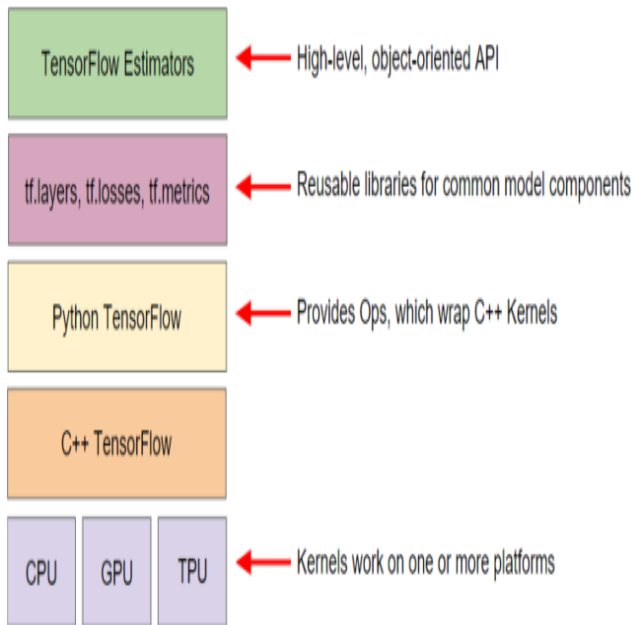 TensorFlow Estimators
High-level, object-oriented API
tf.layers, tf.losses, tf.metrics
Reusable libraries for common model components
Python TensorFlow
Provides Ops, which wrap C++ Kernels
C++ TensorFlow
CPU
GPU
TPU
Kernels work on one or more platforms